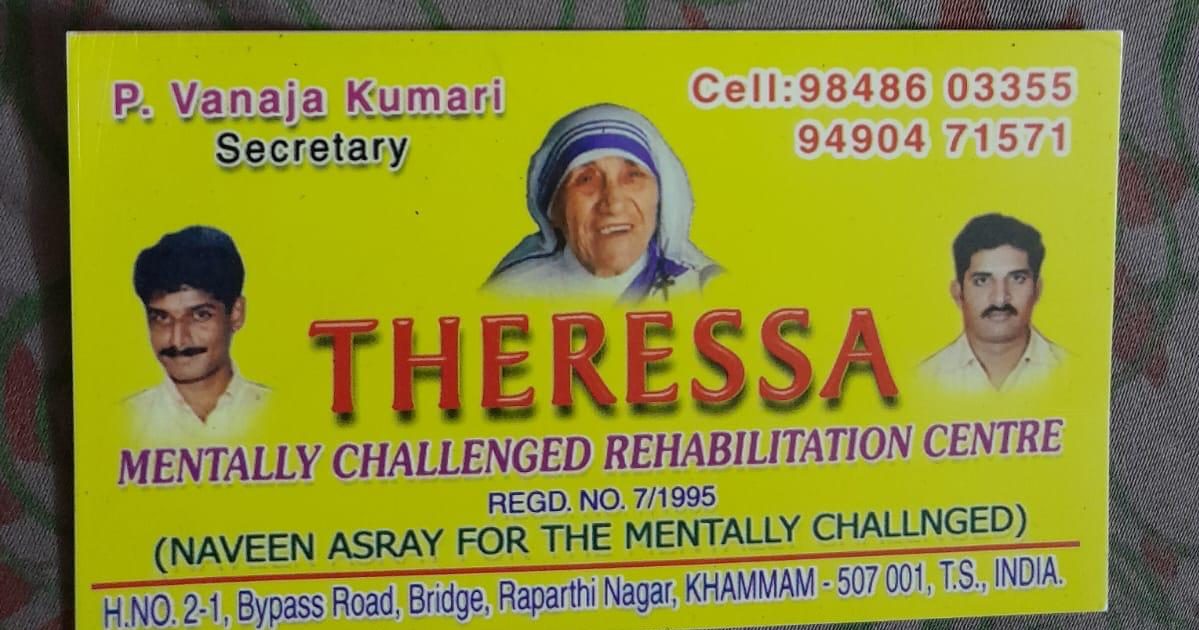 P. Vanaja Kumari
Secretary
Cell:98486 03355
94904 71571
THERESSA
MENTALLY CHALLENGED REHABILITATION CENTRE
REGD. NO. 7/1995
(NAVEEN ASRAY FOR THE MENTALLY CHALLNGED)
H.NO. 2-1, Bypass Road, Bridge, Raparthi Nagar, KHAMMAM - 507 001, T.S., INDIA.